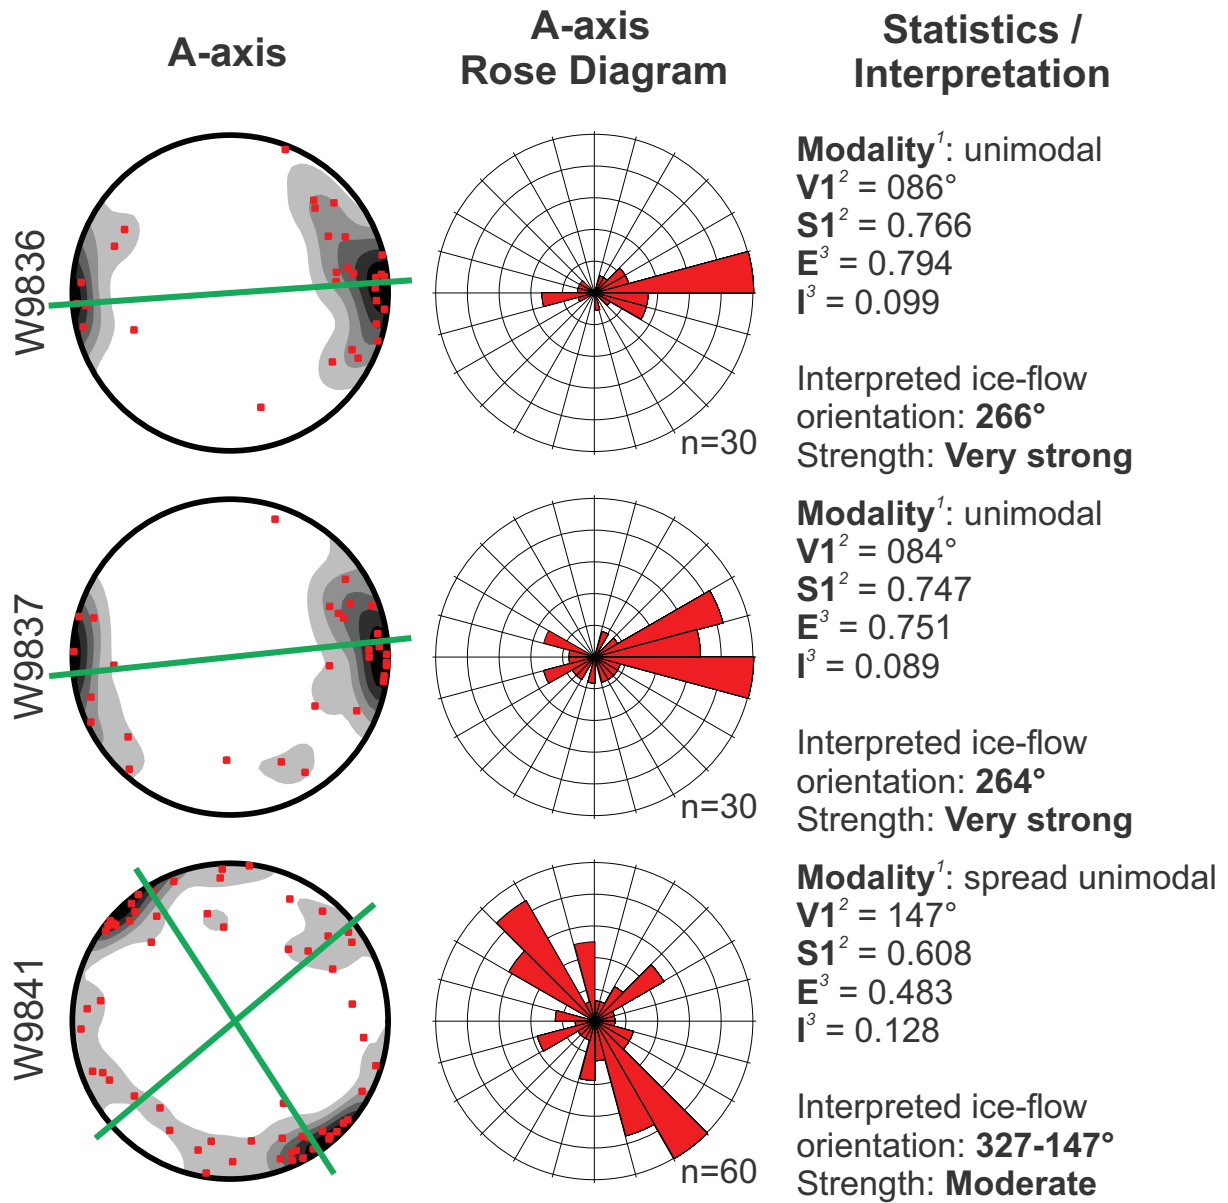 A-axis
A-axis
Rose Diagram
Statistics /
Interpretation
W9836
n=30
Modality¹: unimodal
V1² = 086°
S1² = 0.766
E³ = 0.794
I³ = 0.099
Interpreted ice-flow
orientation: 266°
Strength: Very strong
W9837
n=30
Modality¹: unimodal
V1² = 084°
S1² = 0.747
E³ = 0.751
I³ = 0.089
Interpreted ice-flow
orientation: 264°
Strength: Very strong
W9841
n=60
Modality¹: spread unimodal
V1² = 147°
S1² = 0.608
E³ = 0.483
I³ = 0.128
Interpreted ice-flow
orientation: 327-147°
Strength: Moderate